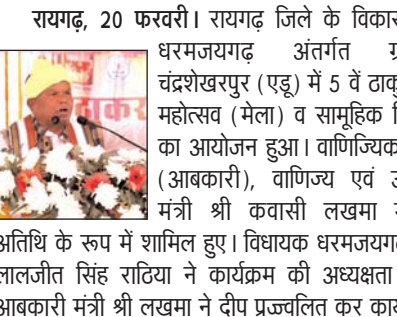 रायगढ़, 20 फरवरी। रायगढ़ जिले के विकास
धरमजयगढ़ अंतर्गत
चंद्रशेखरपुर (एडू) में 5 वें
महोत्सव (मेला) व सामूहिक
का आयोजन हुआ। वाणिज्यिक
(आबकारी), वाणिज्य एवं
मंत्री श्री कवासी लखमा
अतिथि के रूप में शामिल हुए। विधायक धरमजयगढ़
लालजीत सिंह राठिया ने कार्यक्रम की अध्यक्षता
आबकारी मंत्री श्री लखमा ने दीप प्रज्ज्वलित कर